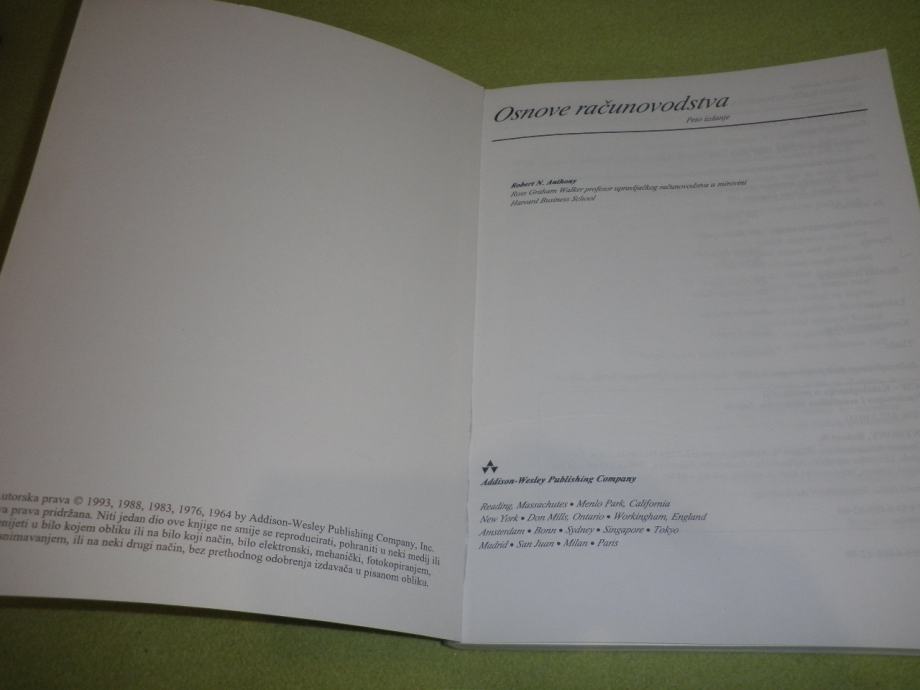 utorska prava © 1993, 1988, 1983, 1976, 1964 by Addison-Wesley Publishing Company, Inc.
va prava pridržana. Niti jedan dio ove knjige ne smije se reproducirati, pohraniti u neki medij ili
enijeti u bilo kojem obliku ili na bilo koji način, bilo elektronski, mehanički, fotokopiranjem,
snimavanjem, ili na neki drugi način, bez prethodnog odobrenja izdavača u pisanom obliku.
Osnove računovodstva
Peto izdanje
Robert N. Anthony
Ross Graham Walker profesor upravljačkog računovodstva u mirovini
Harvard Business School
Addison-Wesley Publishing Company
Reading, Massachutes • Menlo Park, California
New York • Don Mills, Ontario • Workingham, England
Amsterdam • Bonn • Sydney • Singapore • Tokyo
Madrid • San Juan • Milan • Paris